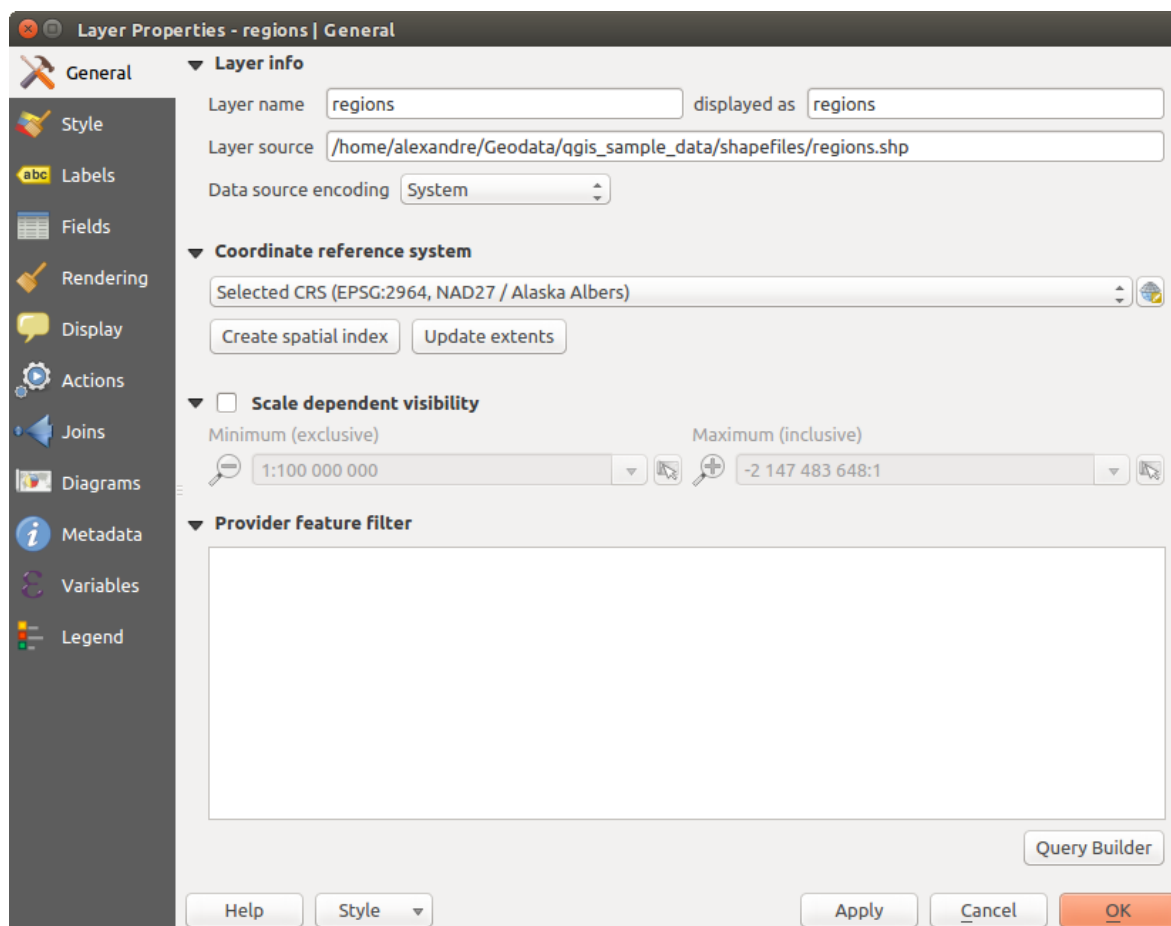 Layer Properties - regions | General
General
Style
Labels
abc
Fields
Rendering
Display
Actions
Joins
Diagrams
Metadata
Variables
Legend
Layer info
Layer name regions displayed as regions
Layer source /home/alexandre/Geodata/qgis_sample_data/shapefiles/regions.shp
Data source encoding System
Coordinate reference system
Selected CRS (EPSG:2964, NAD27 / Alaska Albers)
Create spatial index Update extents
Scale dependent visibility
Minimum (exclusive) Maximum (inclusive)
1:100 000 000 -2 147 483 648:1
Provider feature filter
Query Builder
Help Style Apply Cancel OK